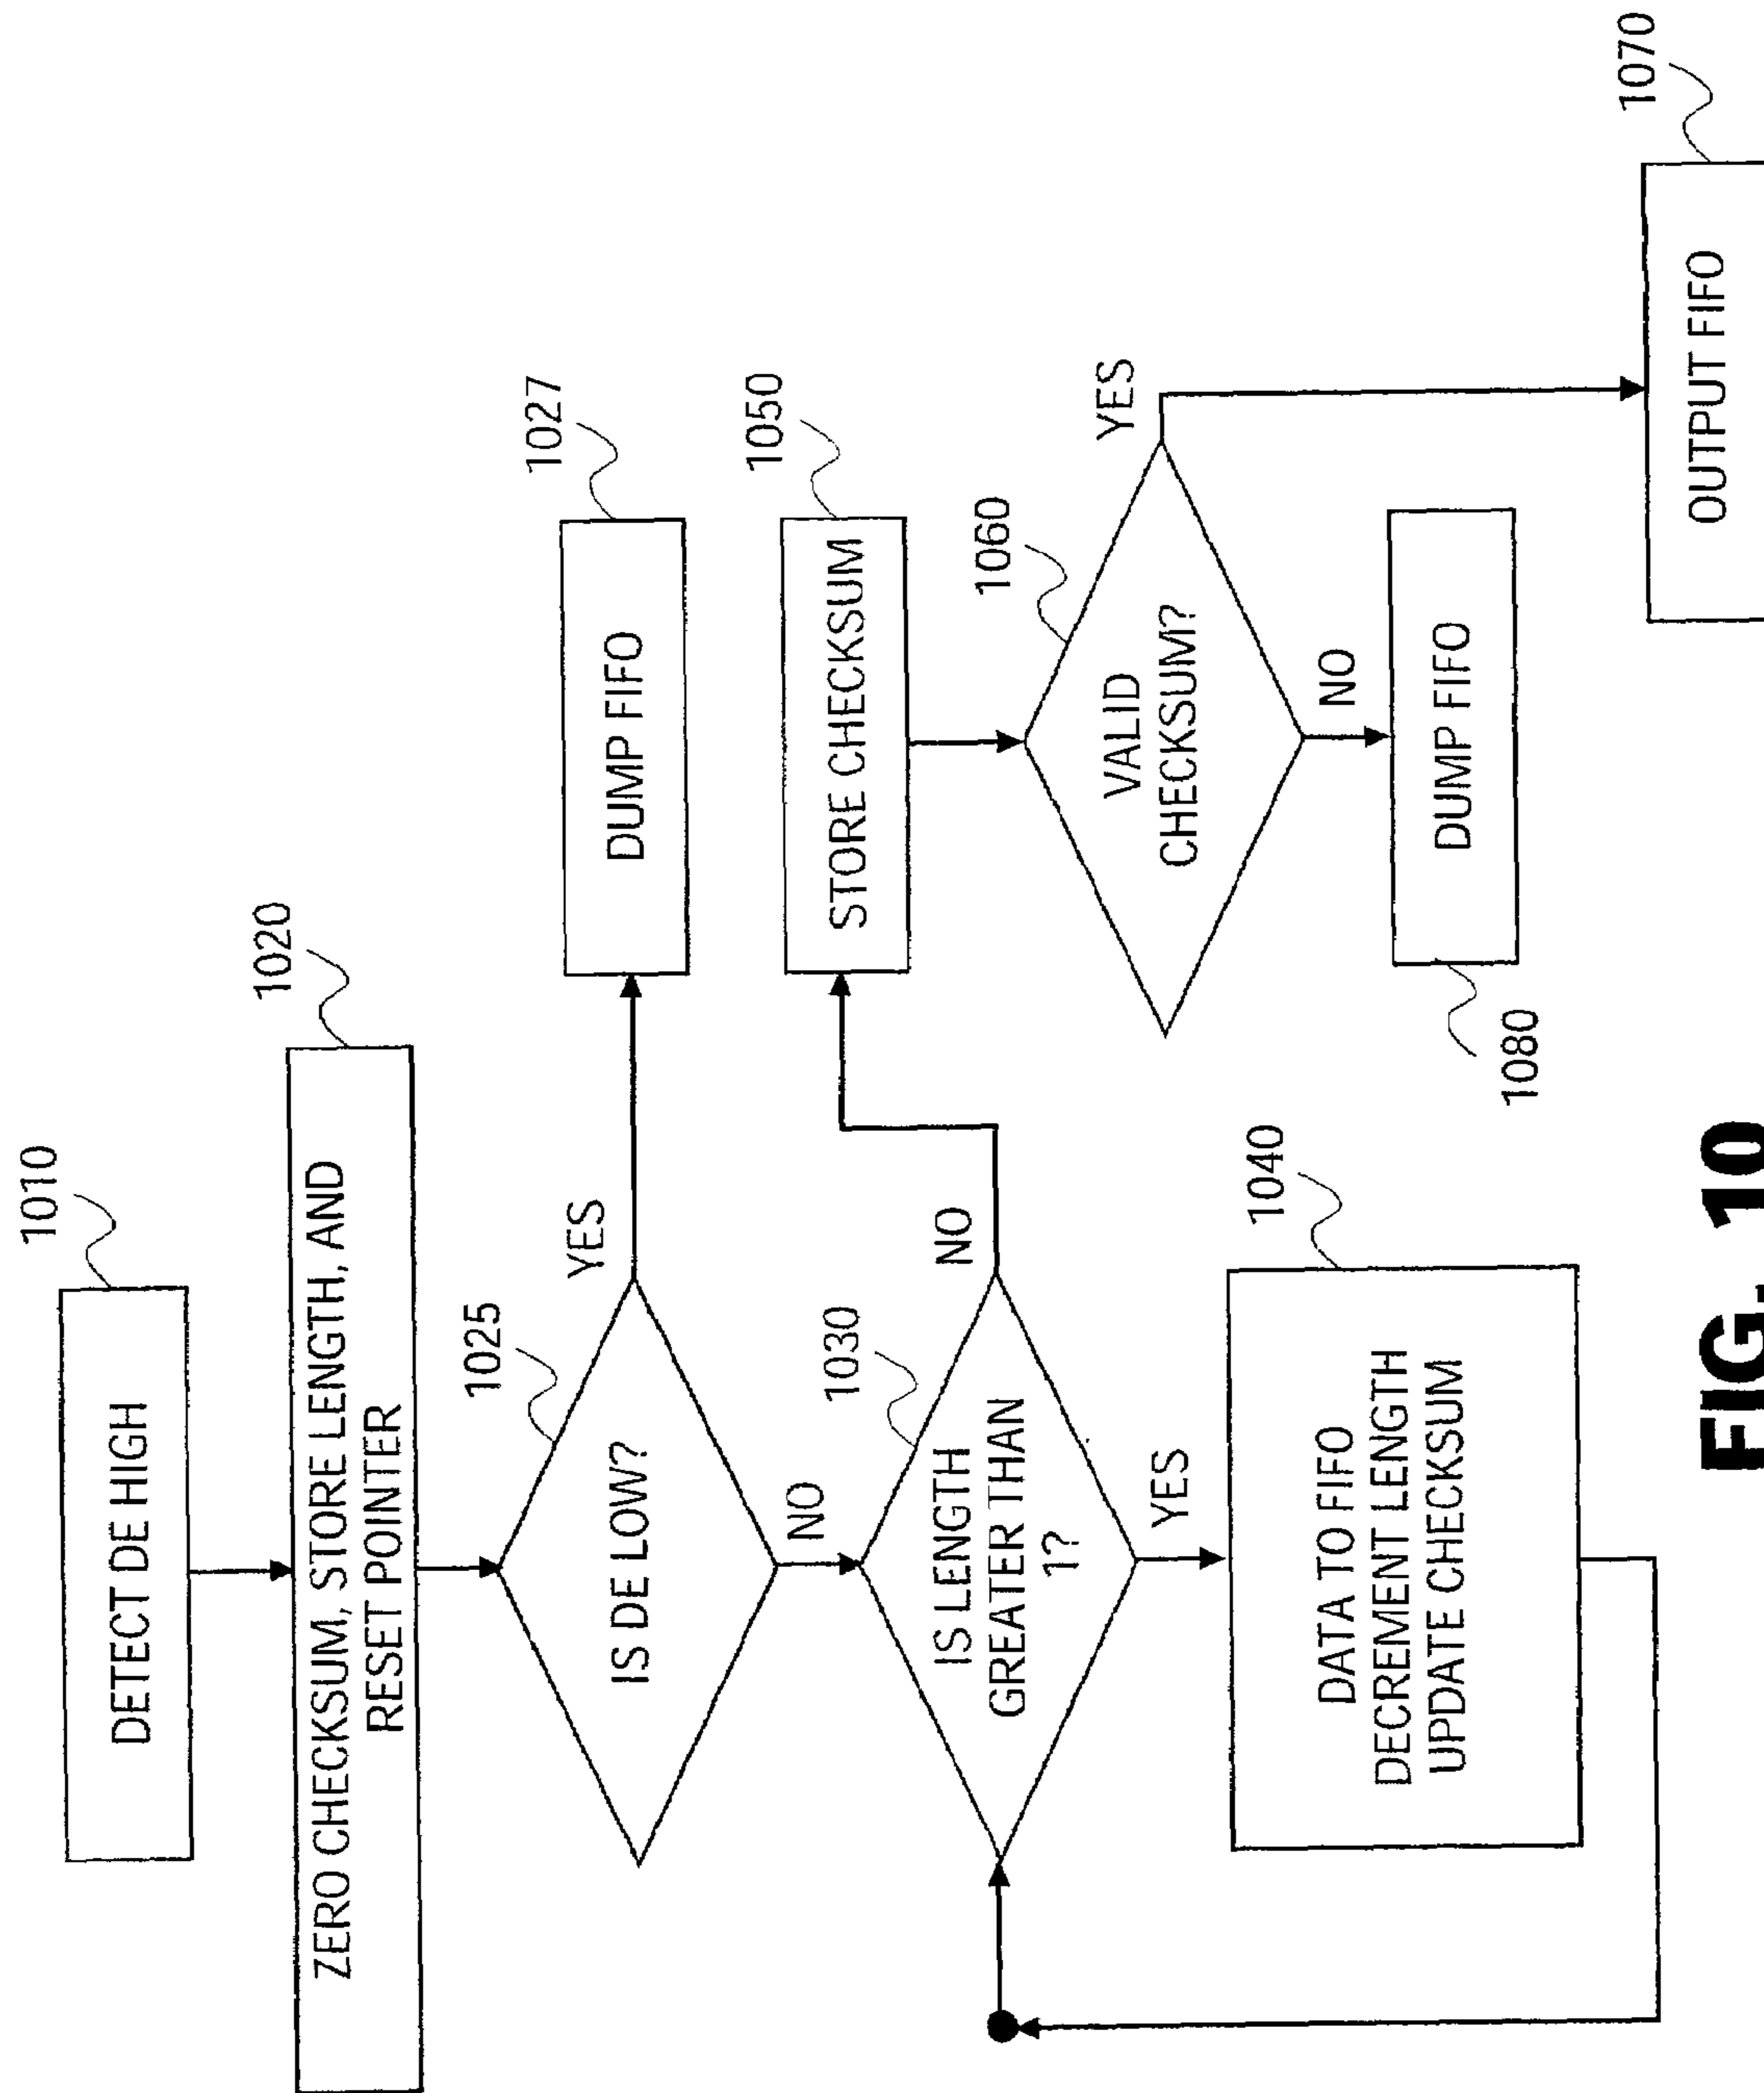 1010
DETECT DE HIGH
1020
ZERO CHECKSUM, STORE LENGTH, AND
RESET POINTER
1025
IS DE LOW?
YES
1027
DUMP FIFO
NO
1030
IS LENGTH
GREATER THAN
1?
NO
1050
STORE CHECKSUM
YES
1040
DATA TO FIFO
DECREMENT LENGTH
UPDATE CHECKSUM
1060
VALID
CHECKSUM?
YES
NO
1080
DUMP FIFO
1070
OUTPUT FIFO
FIG. 10